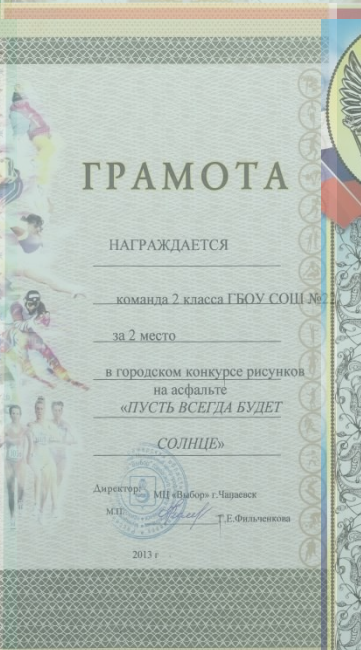 ГРАМОТА
НАГРАЖДАЕТСЯ
команда 2 класса ГБОУ СОШ №22
за 2 место
в городском конкурсе рисунков
на асфальте
«ПУСТЬ ВСЕГДА БУДЕТ
СОЛНЦЕ»
Директор МЦ «Выбор» г.Чапаевск
М.П. Г.Е.Фильченкова
2013 г